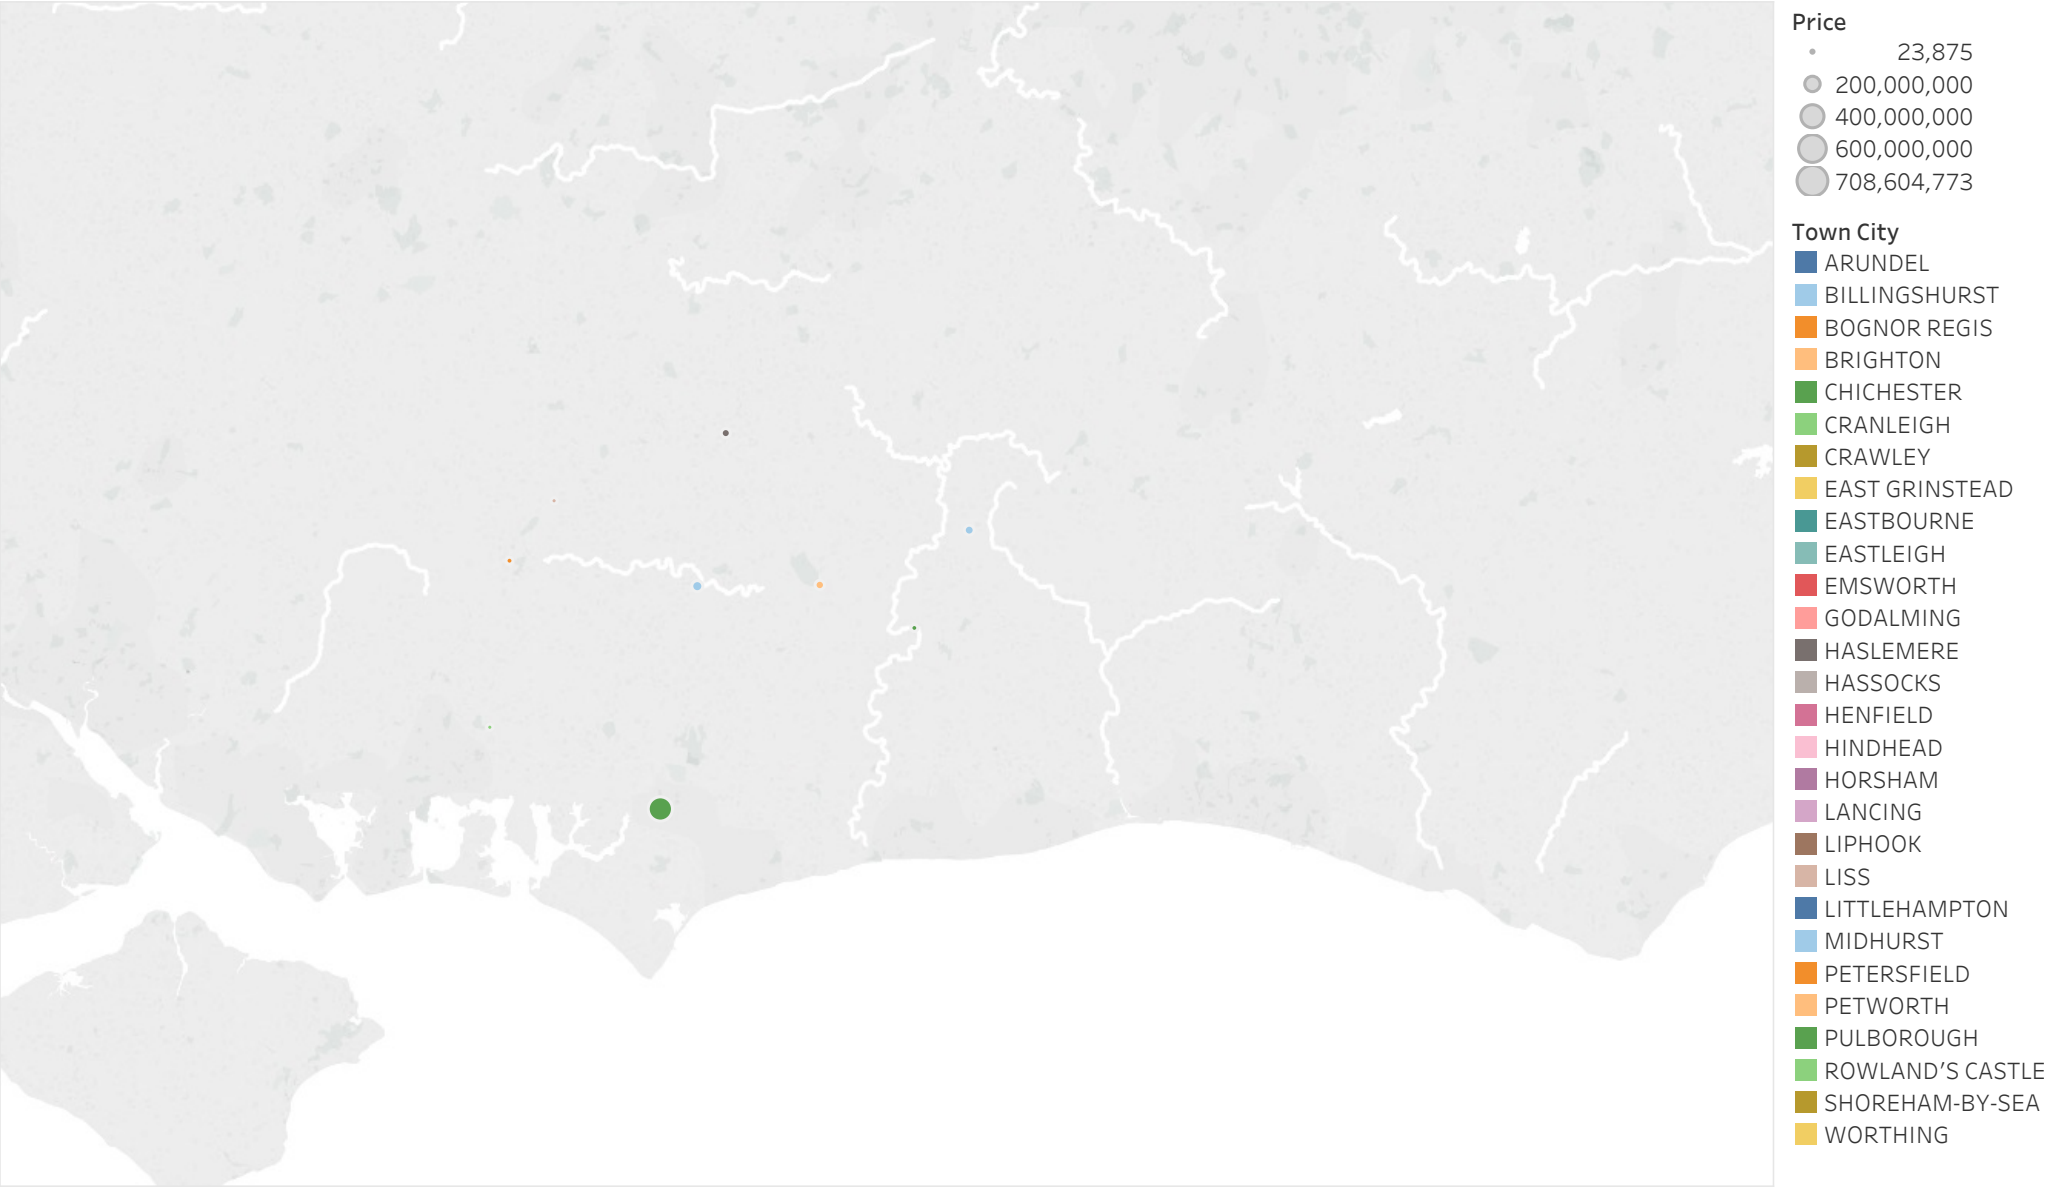 Price
23,875
200,000,000
400,000,000
600,000,000
708,604,773
Town City
ARUNDEL
BILLINGSHURST
BOGNOR REGIS
BRIGHTON
CHICHESTER
CRANLEIGH
CRAWLEY
EAST GRINSTEAD
EASTBOURNE
EASTLEIGH
EMSWORTH
GODALMING
HASLEMERE
HASSOCKS
HENFIELD
HINDHEAD
HORSHAM
LANCING
LIPHOOK
LISS
LITTLEHAMPTON
MIDHURST
PETERSFIELD
PETWORTH
PULBOROUGH
ROWLAND’S CASTLE
SHOREHAM-BY-SEA
WORTHING